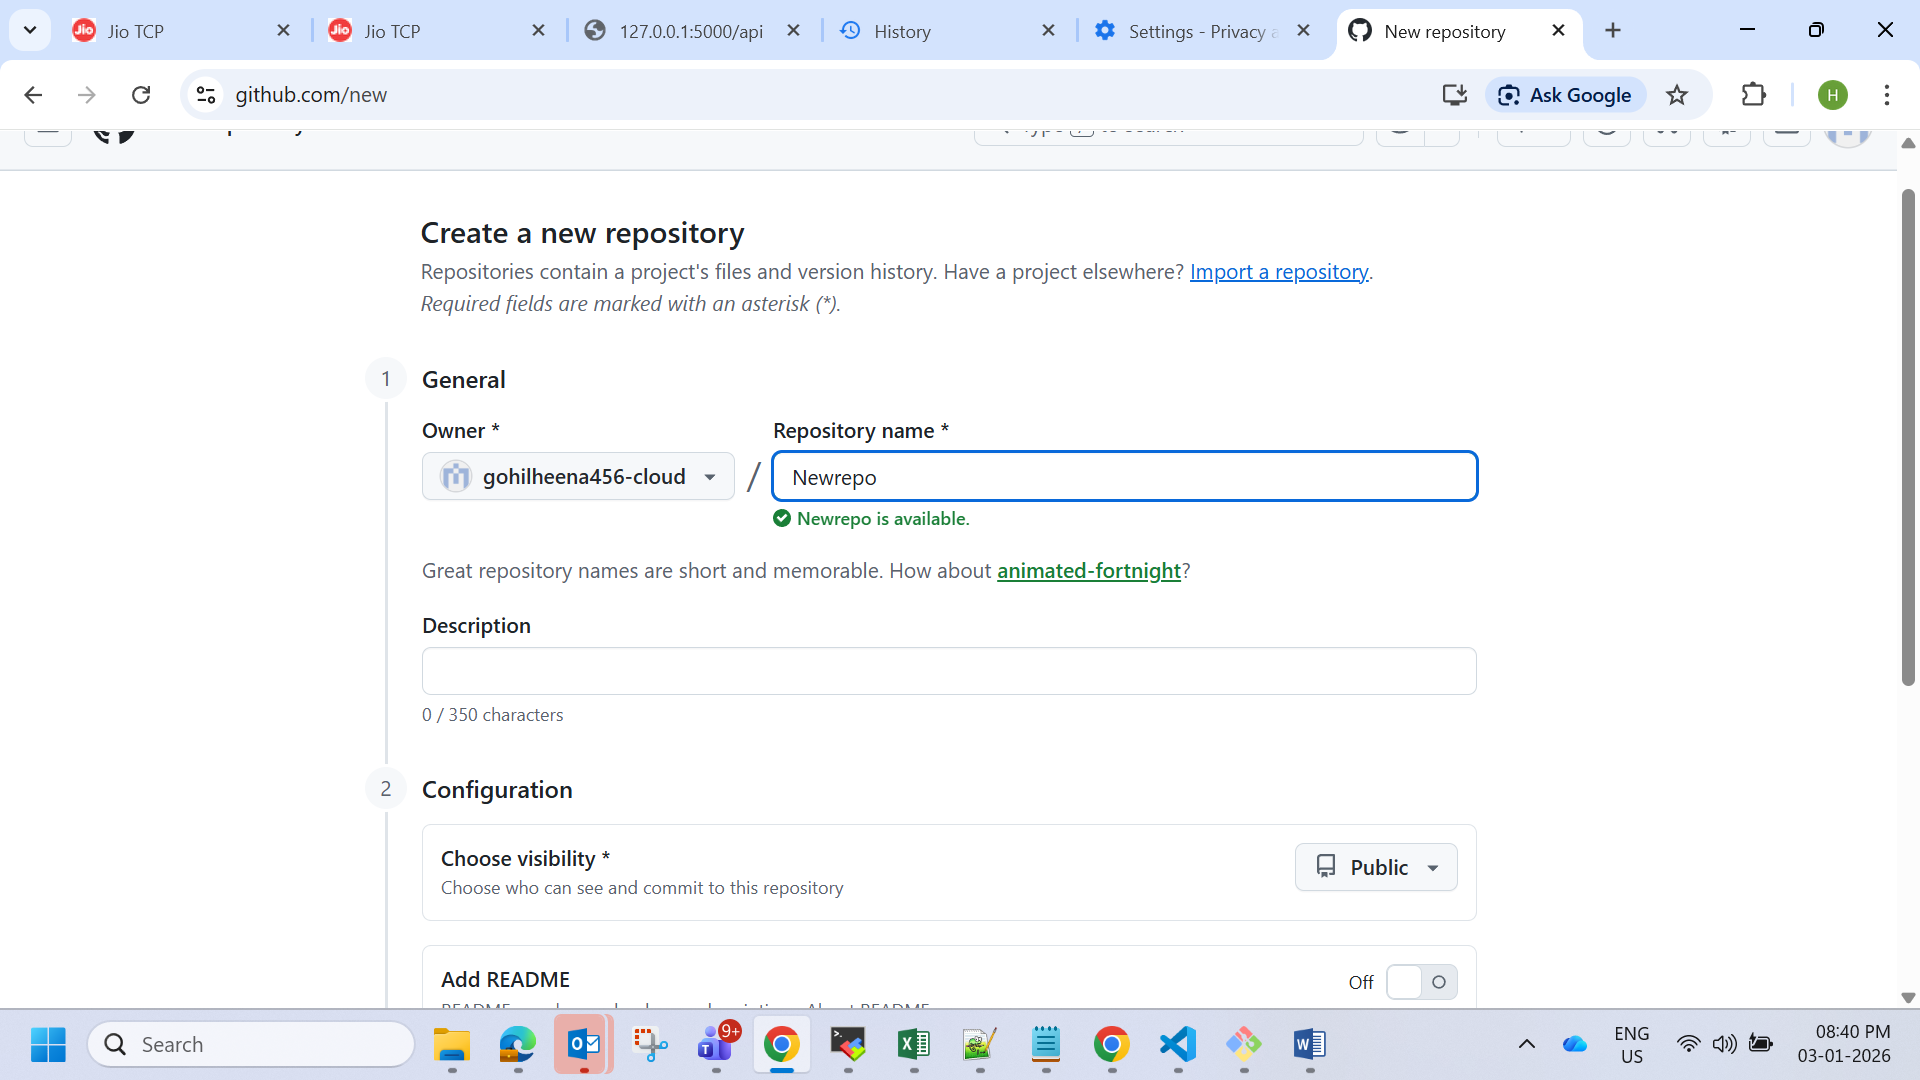 Jio TCP
Jio TCP
127.0.0.1:5000/api
History
Settings - Privacy a
New repository
github.com/new
Ask Google
H
Create a new repository
Repositories contain a project's files and version history. Have a project elsewhere? Import a repository.
Required fields are marked with an asterisk (*).
1
General
Owner *
Repository name *
gohilheena456-cloud
/
Newrepo
Newrepo is available.
Great repository names are short and memorable. How about animated-fortnight?
Description
0 / 350 characters
2
Configuration
Choose visibility *
Choose who can see and commit to this repository
Public
Add README
Off
Search
9+
ENG
US
08:40 PM
03-01-2026